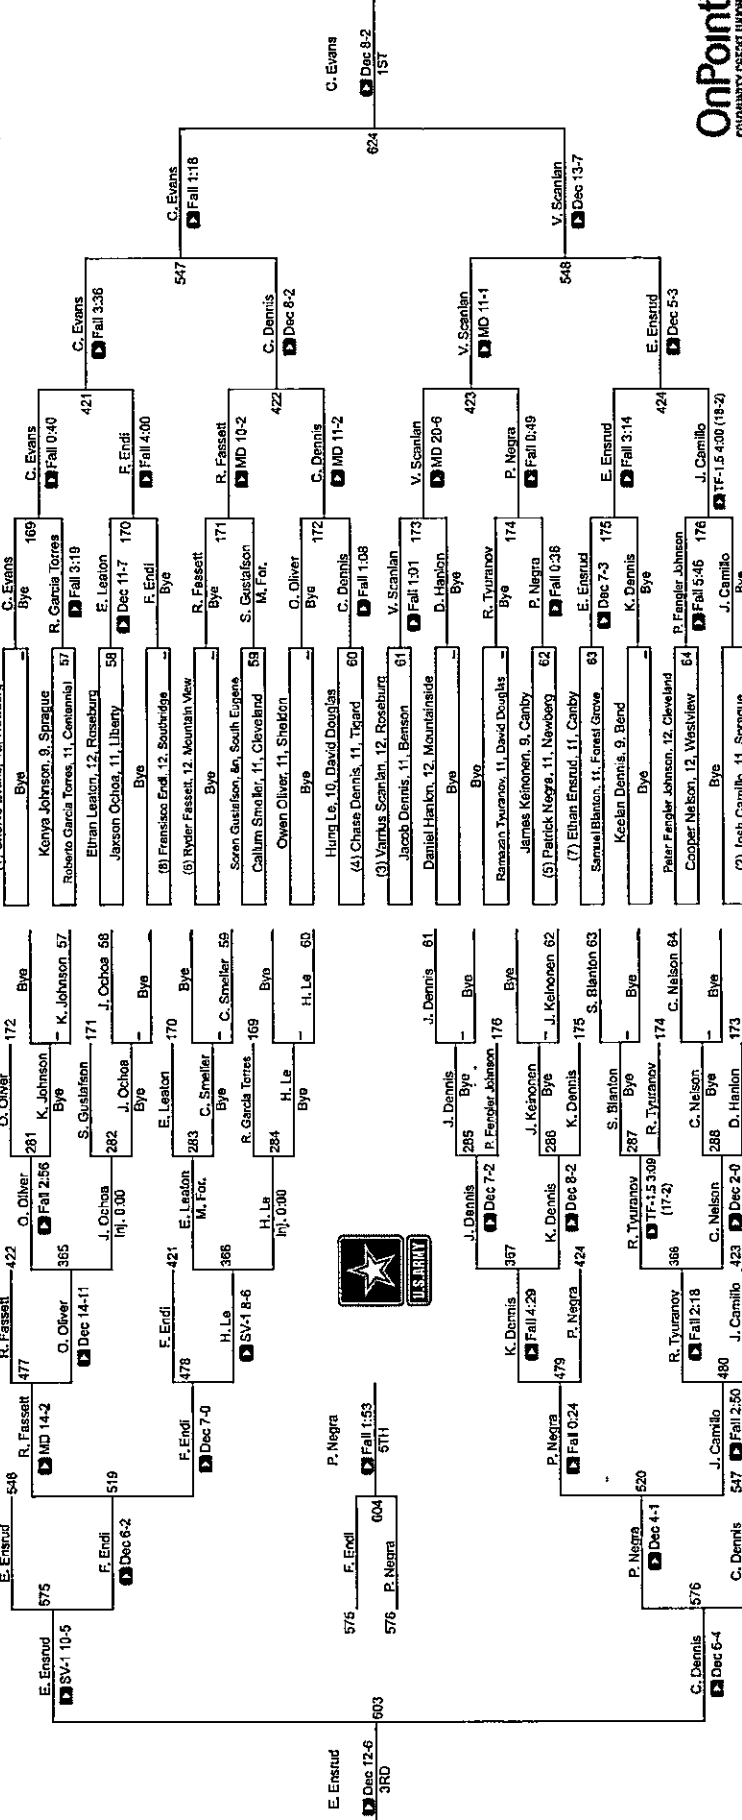 C. Evans
Dec 8-2
1ST
624
C. Evans
Fall 1:18
V. Scanlan
Dec 13-7
547
548
C. Evans
Fall 3:36
C. Dennis
Dec 8-2
V. Scanlan
MD 11-1
E. Ensrud
Dec 5-3
421
422
423
424
C. Evans
Fall 0:40
F. Endi
Fall 4:00
R. Fassett
MD 10-2
C. Dennis
MD 11-2
V. Scanlan
MD 20-6
P. Negra
Fall 0:49
E. Ensrud
Fall 3:14
J. Camillo
TF-1.5 4:00 (18-2)
C. Evans
Bye
169
R. Garcia Torres
Fall 3:19
E. Leaton
Dec 11-7
170
F. Endi
Bye
R. Fassett
Bye
171
S. Gustafson
M. For.
O. Oliver
Bye
172
C. Dennis
Fall 1:08
V. Scanlan
Fall 1:01
173
D. Hanlon
Bye
R. Tyuranov
Bye
174
P. Negra
Fall 0:36
E. Ensrud
Dec 7-3
175
K. Dennis
Bye
P. Fengler Johnson
Fall 5:46
176
J. Camillo
Bye
Bye
Kenya Johnson, 9, Sprague
57
Roberto Garcia Torres, 11, Centennial
Ethan Leaton, 12, Roseburg
58
Jaxson Ochoa, 11, Liberty
Bye
(8) Fransisco Endi, 12, Southridge
(6) Ryder Fassett, 12, Mountain View
Bye
Soren Gustafson, &n, South Eugene
59
Callum Smeller, 11, Cleveland
Owen Oliver, 11, Sheldon
Bye
Hung Le, 10, David Douglas
60
(4) Chase Dennis, 11, Tigard
(3) Varrius Scanlan, 12, Roseburg
61
Jacob Dennis, 11, Benson
Daniel Hanlon, 12, Mountainside
Bye
Bye
Ramazan Tyuranov, 11, David Douglas
James Keinonen, 9, Canby
62
(5) Patrick Negra, 11, Newberg
(7) Ethan Ensrud, 11, Canby
63
Samuel Blanton, 11, Forest Grove
Keelan Dennis, 9, Bend
Bye
Peter Fengler Johnson, 12, Cleveland
64
Cooper Nelson, 12, Westview
Bye
(2) Josh Camillo, 11, Sprague
Bye
K. Johnson 57
J. Ochoa 58
Bye
Bye
C. Smeller 59
Bye
H. Le 60
J. Dennis 61
Bye
Bye
J. Keinonen 62
S. Blanton 63
Bye
C. Nelson 64
Bye
O. Oliver 172
K. Johnson
Bye
281
S. Gustafson 171
J. Ochoa
Bye
282
E. Leaton 170
C. Smeller
Bye
283
R. Garcia Torres 169
H. Le
Bye
284
J. Dennis
Bye
285
P. Fengler Johnson 176
J. Keinonen
Bye
286
K. Dennis 175
S. Blanton
Bye
287
R. Tyuranov 174
C. Nelson
Bye
288
D. Hanlon 173
O. Oliver
Fall 2:56
J. Ochoa
Inj. 0:00
365
E. Leaton
M. For.
H. Le
Inj. 0:00
366
J. Dennis
Dec 7-2
K. Dennis
Dec 8-2
367
R. Tyuranov
TF-1.5 3:09
(17-2)
C. Nelson
Dec 2-0
368
R. Fassett 422
O. Oliver
Dec 14-11
477
F. Endi 421
H. Le
SV-1 8-6
478
K. Dennis
Fall 4:29
P. Negra 424
479
R. Tyuranov
Fall 2:18
J. Camillo 423
480
R. Fassett
MD 14-2
F. Endi
Dec 7-0
519
P. Negra
Fall 0:24
J. Camillo
Fall 2:50
520
E. Ensrud 548
F. Endi
Dec 6-2
575
P. Negra
Dec 4-1
C. Dennis 547
576
E. Ensrud
SV-1 10-5
C. Dennis
Dec 6-4
603
E. Ensrud
Dec 12-6
3RD
575 F. Endi
576 P. Negra
604
P. Negra
Fall 1:53
5TH
U.S.ARMY
OnPoint